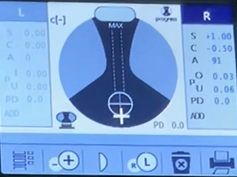 L
c[-]
MAX
progress
R
S 0.00
C 0.00
A 0
I 0.00
P U 0.00
PD 0.0
ADD
S +1.00
C -0.50
A 91
O 0.03
P U 0.06
PD 0.0
ADD
PD 0.0
R L